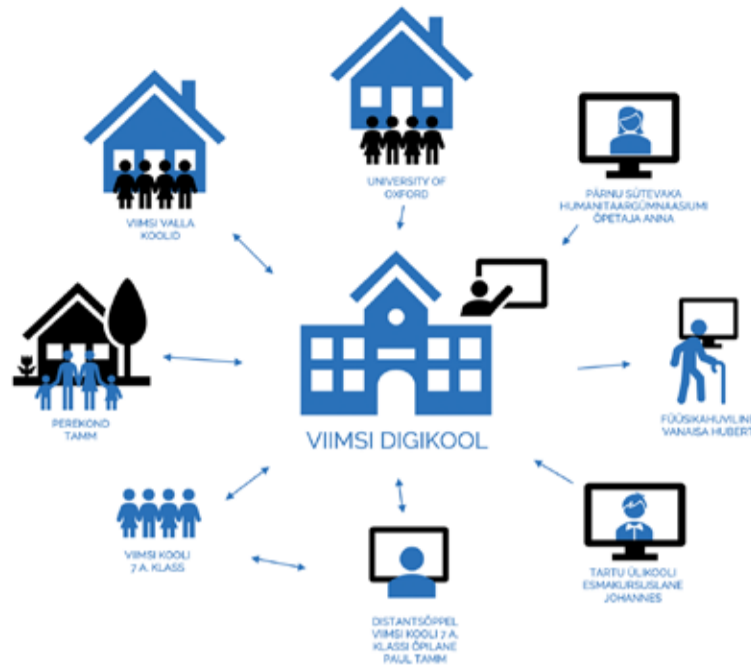 UNIVERSITY OF
OXFORD
VIIMSI VALLA
KOOLID
PÄRNU SÜTEVAKA
HUMANITAARGÜMNAASIUMI
ÕPETAJA ANNA
PEREKOND
TAMM
VIIMSI DIGIKOOL
FÜÜSIKAHUVILINE
VANAISA HUBERT
VIIMSI KOOLI
7 A. KLASS
TARTU ÜLIKOOLI
ESMAKURSUSLANE
JOHANNES
DISTANTSÕPPEL
VIIMSI KOOLI 7 A.
KLASSI ÕPILANE
PAUL TAMM